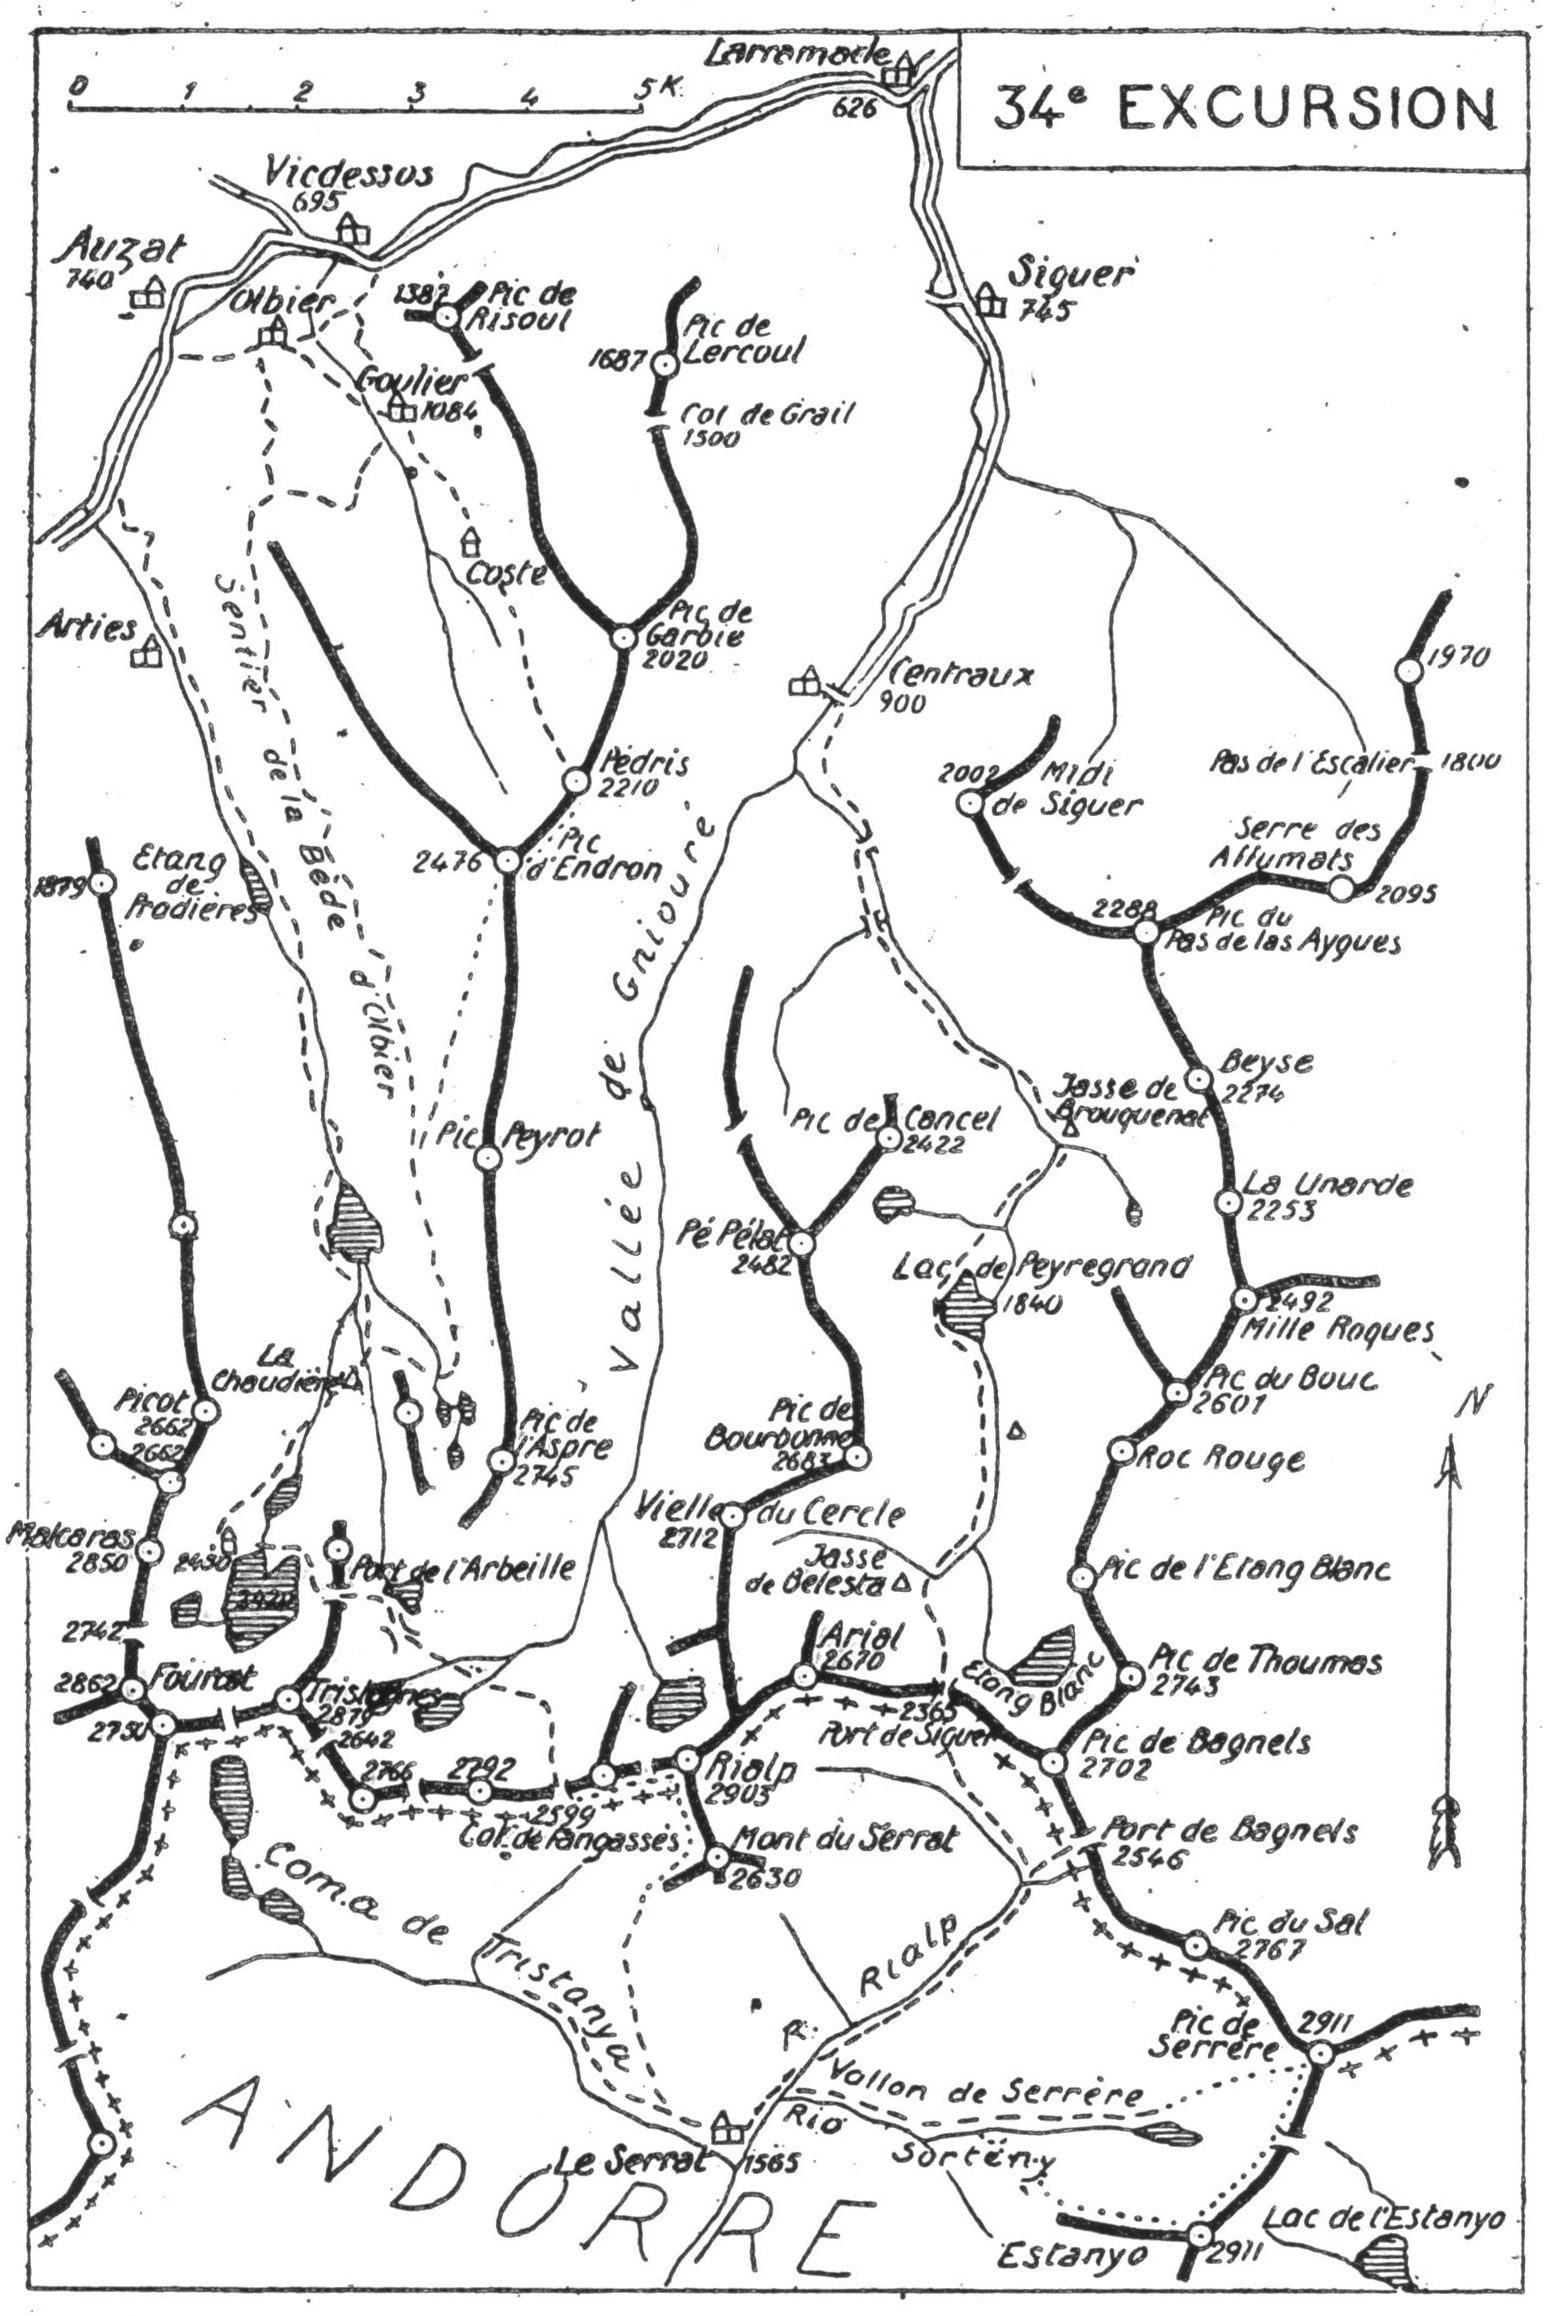 34e EXCURSION
0 1 2 3 4 5 K.
Larramade
626
Vicdessos
695
Auzat
740
Olbier
1387
Pic de
Risoul
Pic de
Lercoul
1687
Siguer
745
Goulier
1084
Col de Grail
1500
Coste
Arties
Sentier de la Bède d'Olbier
Pic de
Garbie
2020
Centraux
900
1970
Pédris
2210
Pas de l'Escalier
1800
2002
Midi
de Siguer
Serre des
Allumats
2095
2476
Pic
d'Endron
1879
Etang
de
Pradières
2288
Pic du
Pas de las Aygues
Vallée de Gnioure
Beyse
2274
Jasse de
Brouquenat
Pic de Cancel
2422
Pic Peyrot
La Unarde
2253
Pé Pélat
2482
Lac de Peyregrand
1840
2492
Mille Roques
La
Chaudière
Pic du Bouc
2601
Picot
2662
2662
Pic de
l'Aspre
2745
Pic de
Bourbonne
2683
N
Roc Rouge
Vielle du Cercle
2712
Malcaras
2850
2430
Port de l'Arbeille
Jasse
de Belesta
Pic de l'Etang Blanc
2742
Arial
2670
2862
Fourcat
Tristagnes
2879
2642
Etang Blanc
Pic de Thoumas
2743
2365
Port de Siguer
2750
2766
2792
Rialp
2903
Pic de Bagnels
2702
2599
Col de Rangassès
Mont du Serrat
2630
Port de Bagnels
2546
Coma de Tristanya
R. Rialp
Pic du Sal
2767
Pic de
Serrère
2911
Vallon de Serrère
Rio
Sortëny
Le Serrat
1565
ANDORRE
Estanyo
2911
Lac de l'Estanyo